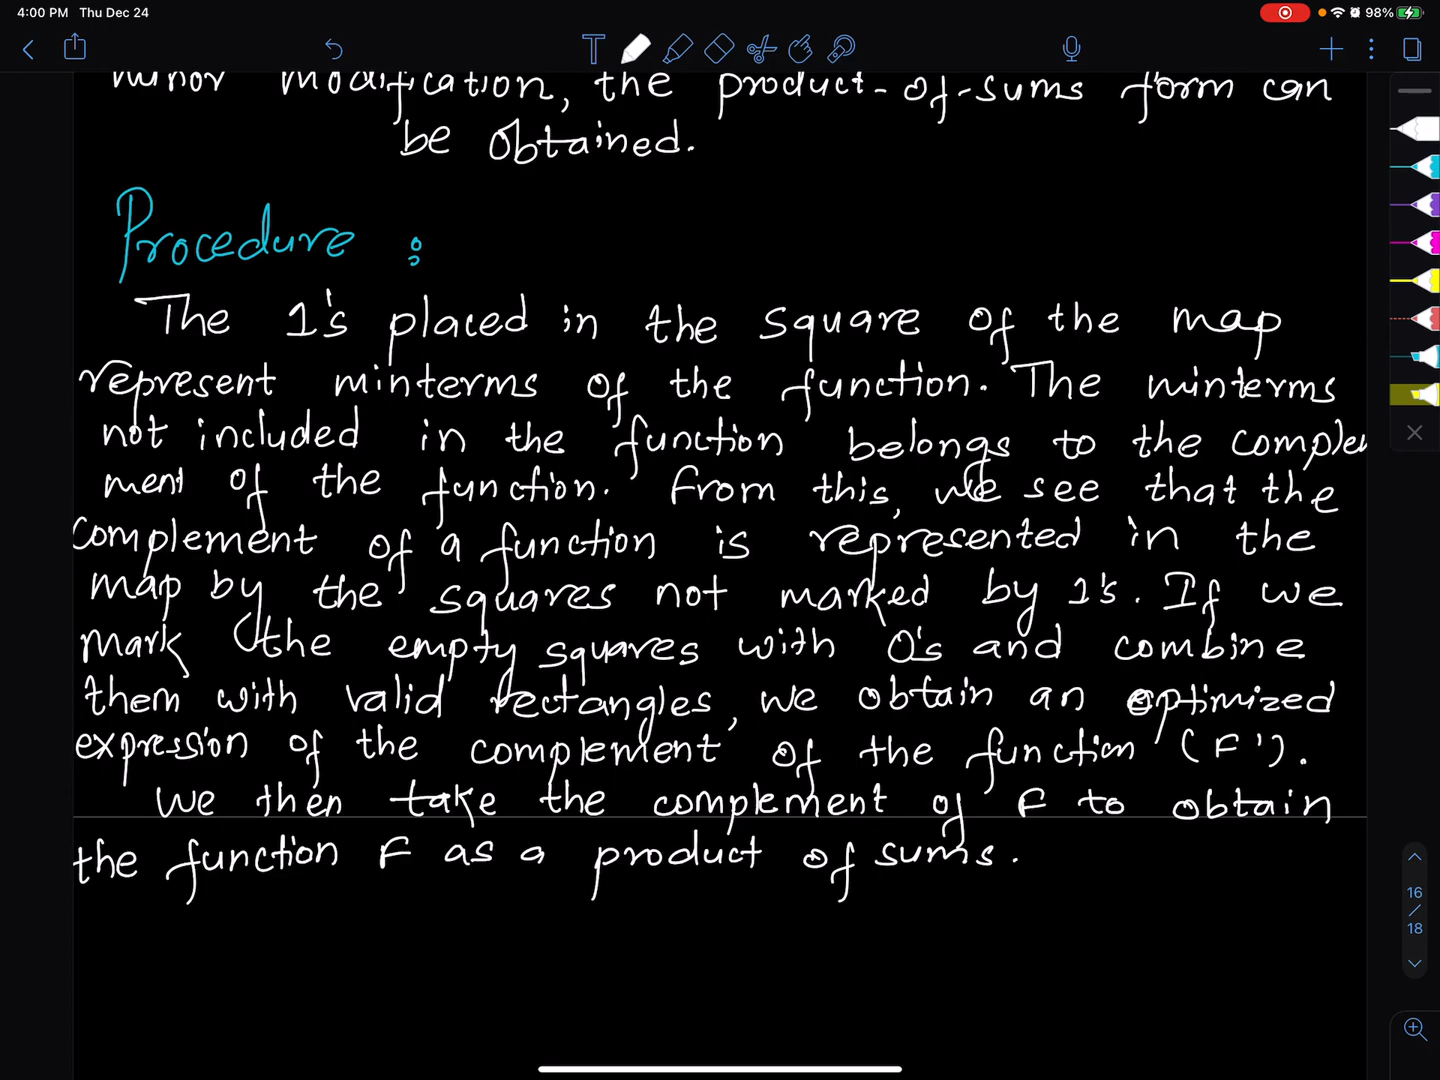 4:00 PM Thu Dec 24
98%
minor modification, the product-of-sums form can
be obtained.
Procedure :
The 1's placed in the square of the map
represent minterms of the function. The minterms
not included in the function belongs to the complem
ment of the function. From this, we see that the
complement of a function is represented in the
map by the squares not marked by 1's. If we
mark the empty squares with 0's and combine
them with valid rectangles, we obtain an optimized
expression of the complement of the function (F').
We then take the complement of F to obtain
the function F as a product of sums.
16
/
18